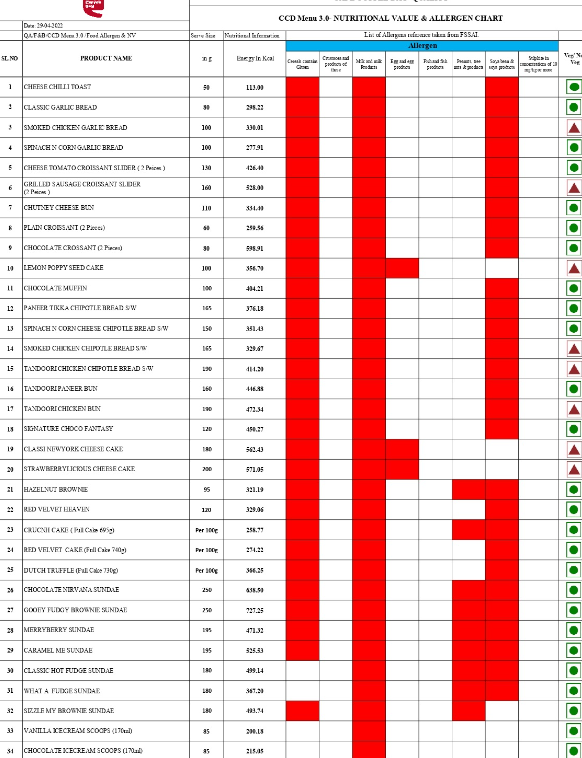 CCD Menu 3.0- NUTRITIONAL VALUE & ALLERGEN CHART
Date: 29-04-2022
QA/F&B/CCD Menu 3.0 /Food Allergen & NV Serve Size Nutritional Information List of Allergens reference taken from FSSAI.
Allergen
SL.NO PRODUCT NAME in g Energy in Kcal Cereals contain Gluten Crustacean and products of these Milk and milk Products Egg and egg products Fish and fish products Peanuts, tree nuts & products Soya bean & soya products Sulphite in concentrations of 10 mg/kg or more Veg/ No Veg
1 CHEESE CHILLI TOAST 50 113.00
2 CLASSIC GARLIC BREAD 80 298.22
3 SMOKED CHICKEN GARLIC BREAD 100 330.01
4 SPINACH N CORN GARLIC BREAD 100 277.91
5 CHEESE TOMATO CROISSANT SLIDER ( 2 Peices ) 130 426.40
6 GRILLED SAUSAGE CROISSANT SLIDER (2 Peices ) 160 528.00
7 CHUTNEY CHEESE BUN 110 334.40
8 PLAIN CROISSANT (2 Pieces) 60 259.56
9 CHOCOLATE CROSSANT (2 Pieces) 80 598.91
10 LEMON POPPY SEED CAKE 100 356.70
11 CHOCOLATE MUFFIN 100 404.21
12 PANEER TIKKA CHIPOTLE BREAD S/W 165 376.18
13 SPINACH N CORN CHEESE CHIPOTLE BREAD S/W 150 351.43
14 SMOKED CHICKEN CHIPOTLE BREAD S/W 165 329.67
15 TANDOORI CHICKEN CHIPOTLE BREAD S/W 190 414.20
16 TANDOORI PANEER BUN 160 446.88
17 TANDOORI CHICKEN BUN 190 472.34
18 SIGNATURE CHOCO FANTASY 120 450.27
19 CLASSI NEWYORK CHEESE CAKE 180 562.43
20 STRAWBERRYLICIOUS CHEESE CAKE 200 571.05
21 HAZELNUT BROWNIE 95 321.19
22 RED VELVET HEAVEN 120 329.06
23 CRUCNH CAKE ( Full Cake 695g) Per 100g 258.77
24 RED VELVET CAKE (Full Cake 740g) Per 100g 274.22
25 DUTCH TRUFFLE (Full Cake 730g) Per 100g 366.25
26 CHOCOLATE NIRVANA SUNDAE 250 638.50
27 GOOEY FUDGY BROWNIE SUNDAE 250 727.25
28 MERRYBERRY SUNDAE 195 471.32
29 CARAMEL ME SUNDAE 195 525.53
30 CLASSIC HOT FUDGE SUNDAE 180 499.14
31 WHAT A FUDGE SUNDAE 180 367.20
32 SIZZLE MY BROWNIE SUNDAE 180 493.74
33 VANILLA ICECREAM SCOOPS (170ml) 85 200.18
34 CHOCOLATE ICECREAM SCOOPS (170ml) 85 215.05